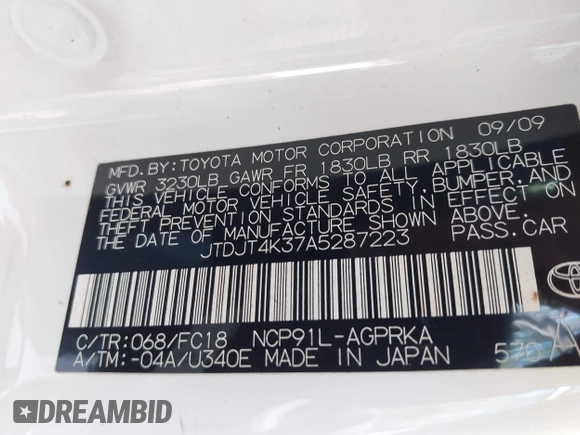 MFD. BY: TOYOTA MOTOR CORPORATION 09/09
GVWR 3230LB GAWR FR 1830LB RR 1830LB
THIS VEHICLE CONFORMS TO ALL APPLICABLE
FEDERAL MOTOR VEHICLE SAFETY, BUMPER, AND
THEFT PREVENTION STANDARDS IN EFFECT ON
THE DATE OF MANUFACTURE SHOWN ABOVE.
JTDJT4K37A5287223 PASS. CAR
C/TR: 068/FC18 NCP91L-AGPRKA
A/TM: -04A/U340E MADE IN JAPAN
DREAMBID